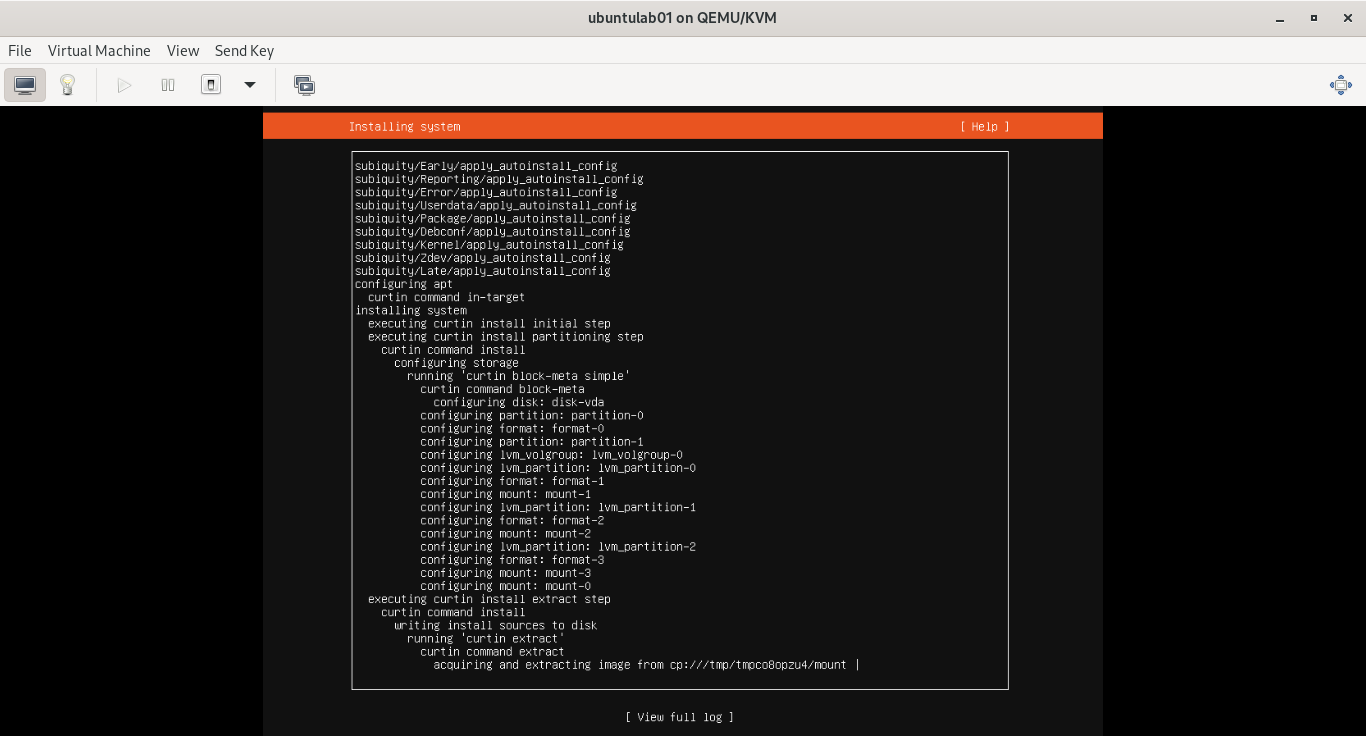 ubuntulab01 on QEMU/KVM
File Virtual Machine View Send Key
Installing system [ Help ]
subiquity/Early/apply_autoinstall_config
subiquity/Reporting/apply_autoinstall_config
subiquity/Error/apply_autoinstall_config
subiquity/Userdata/apply_autoinstall_config
subiquity/Package/apply_autoinstall_config
subiquity/Debconf/apply_autoinstall_config
subiquity/Kernel/apply_autoinstall_config
subiquity/Zdev/apply_autoinstall_config
subiquity/Late/apply_autoinstall_config
configuring apt
curtin command in-target
installing system
executing curtin install initial step
executing curtin install partitioning step
curtin command install
configuring storage
running 'curtin block-meta simple'
curtin command block-meta
configuring disk: disk-vda
configuring partition: partition-0
configuring format: format-0
configuring partition: partition-1
configuring lvm_volgroup: lvm_volgroup-0
configuring lvm_partition: lvm_partition-0
configuring format: format-1
configuring mount: mount-1
configuring lvm_partition: lvm_partition-1
configuring format: format-2
configuring mount: mount-2
configuring lvm_partition: lvm_partition-2
configuring format: format-3
configuring mount: mount-3
configuring mount: mount-0
executing curtin install extract step
curtin command install
writing install sources to disk
running 'curtin extract'
curtin command extract
acquiring and extracting image from cp:///tmp/tmpco8opzu4/mount |
[ View full log ]